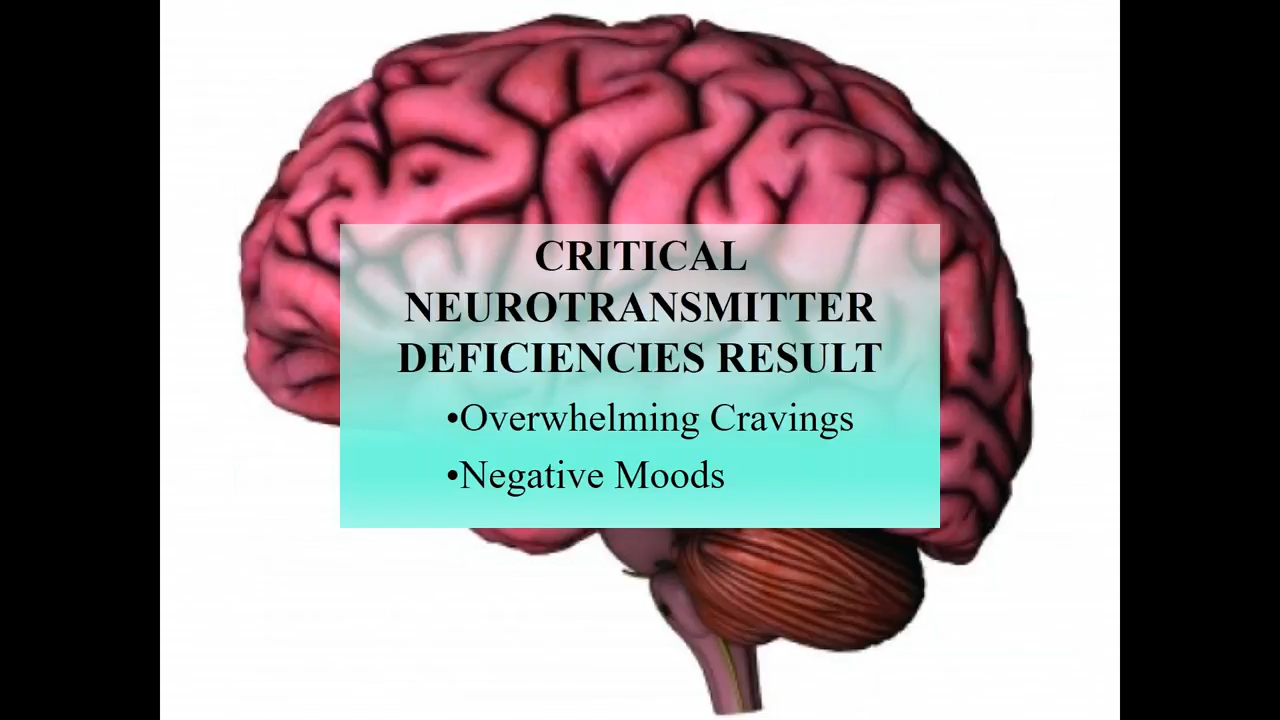 CRITICAL
NEUROTRANSMITTER
DEFICIENCIES RESULT
•Overwhelming Cravings
•Negative Moods